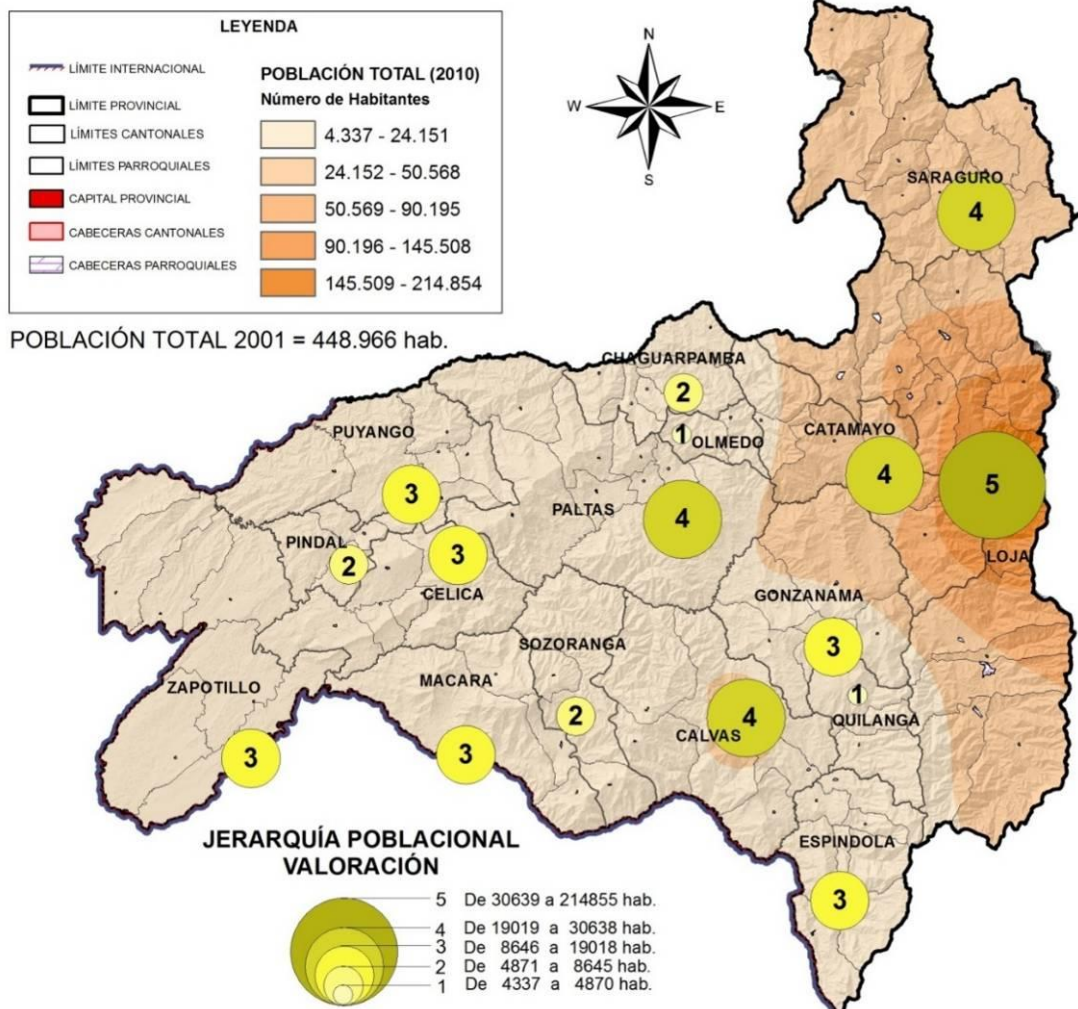 LEYENDA
LÍMITE INTERNACIONAL
LÍMITE PROVINCIAL
LÍMITES CANTONALES
LÍMITES PARROQUIALES
CAPITAL PROVINCIAL
CABECERAS CANTONALES
CABECERAS PARROQUIALES
POBLACIÓN TOTAL (2010)
Número de Habitantes
4.337 - 24.151
24.152 - 50.568
50.569 - 90.195
90.196 - 145.508
145.509 - 214.854
POBLACIÓN TOTAL 2001 = 448.966 hab.
N
W
E
S
SARAGURO
4
CHAGUARPAMBA
2
1 OLMEDO
CATAMAYO
4
5
LOJA
PUYANGO
3
PALTAS
4
PINDAL
2
3
CELICA
GONZANAMA
3
SOZORANGA
2
MACARA
3
ZAPOTILLO
3
CALVAS
4
1
QUILANGA
ESPINDOLA
3
JERARQUÍA POBLACIONAL
VALORACIÓN
5 De 30639 a 214855 hab.
4 De 19019 a 30638 hab.
3 De 8646 a 19018 hab.
2 De 4871 a 8645 hab.
1 De 4337 a 4870 hab.